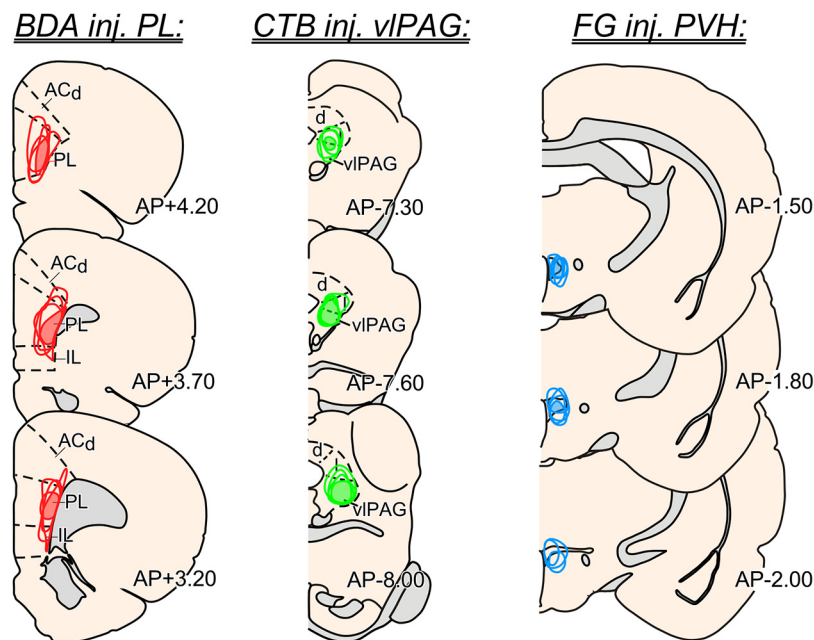 BDA inj. PL:
ACd
PL
AP+4.20
ACd
PL
IL
AP+3.70
ACd
PL
IL
AP+3.20
CTB inj. vlPAG:
d
vlPAG
AP-7.30
d
l
vlPAG
AP-7.60
d
l
vlPAG
AP-8.00
FG inj. PVH:
AP-1.50
AP-1.80
AP-2.00